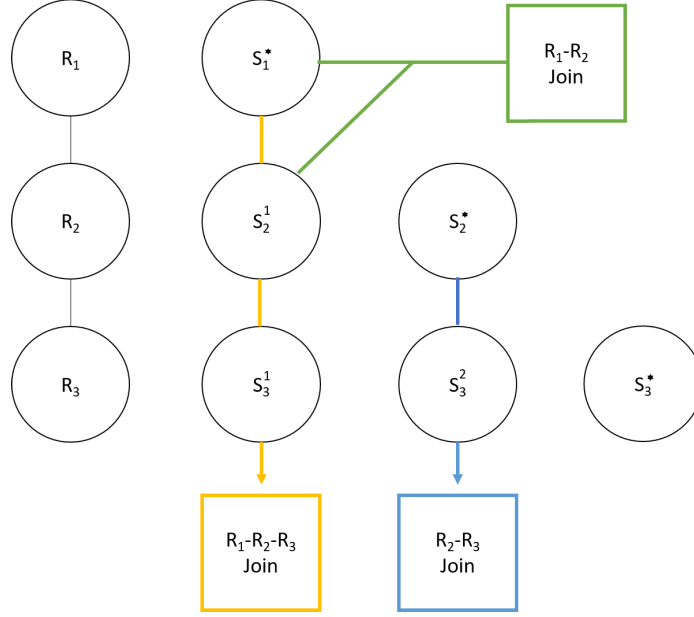 R₁
S₁*
R₁-R₂
Join
R₂
S₂¹
S₂*
R₃
S₃¹
S₃²
S₃*
R₁-R₂-R₃
Join
R₂-R₃
Join